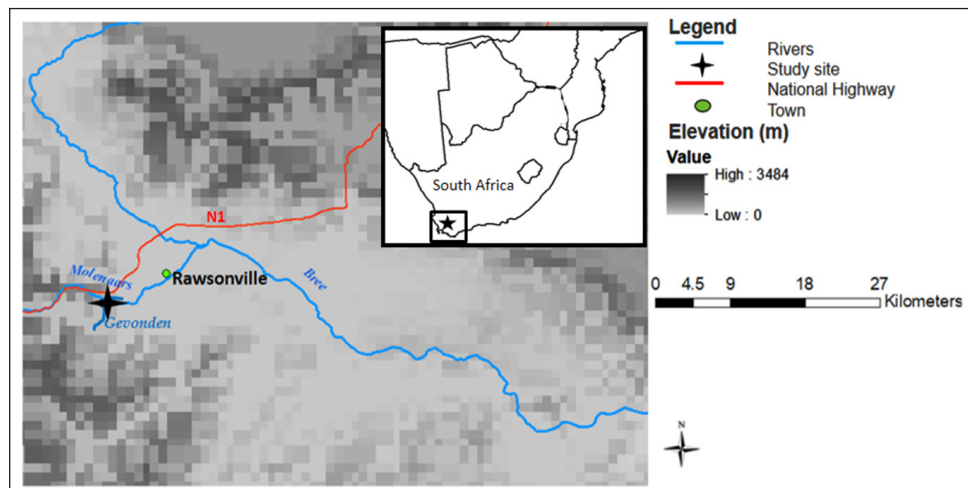 Legend
Rivers
Study site
National Highway
Town
Elevation (m)
Value
High : 3484
Low : 0
South Africa
N1
Molenaars
Rawsonville
Bree
Gevonden
0 4.5 9 18 27
Kilometers
N